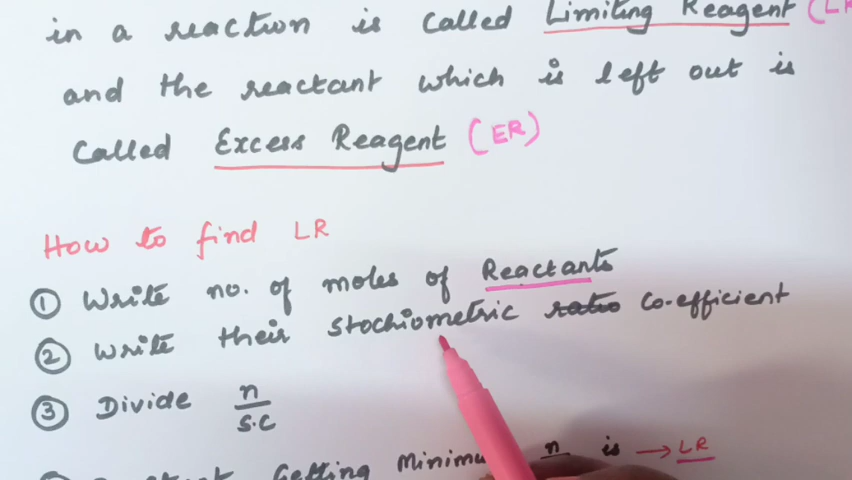 in a reaction is called Limiting Reagent (LR
and the reactant which is left out is
called Excess Reagent (ER)
How to find LR
① Write no. of moles of Reactants
② Write their stochiometric ratio co-efficient
③ Divide n/S.C
Getting Minimum n is → LR